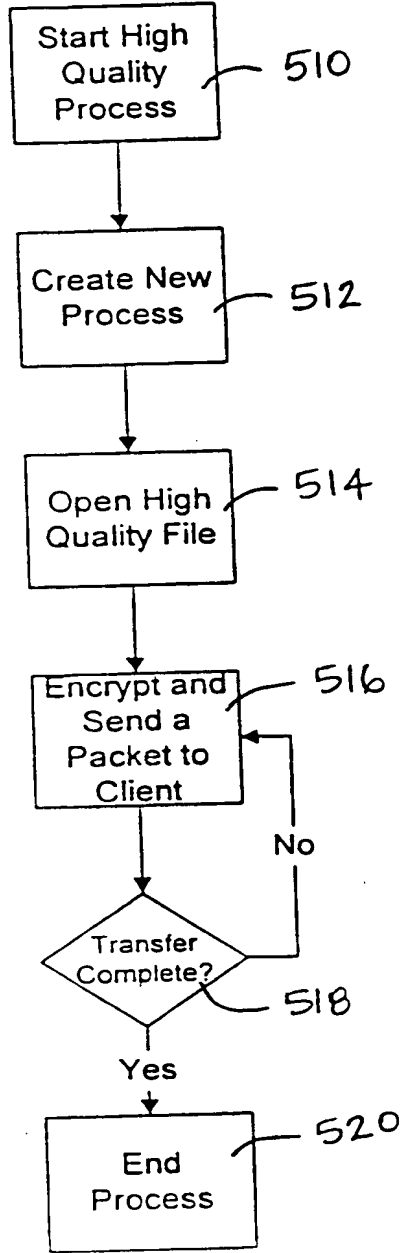 Start High
Quality
Process
510
Create New
Process
512
Open High
Quality File
514
Encrypt and
Send a
Packet to
Client
516
No
Transfer
Complete?
518
Yes
End
Process
520